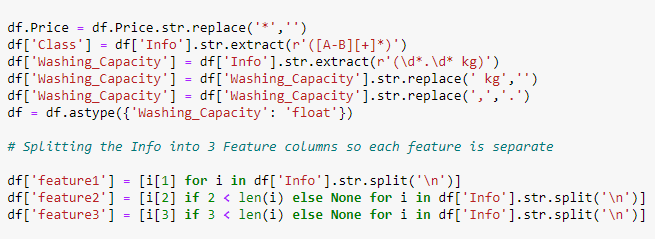 df.Price = df.Price.str.replace('*','')
df['Class'] = df['Info'].str.extract(r'([A-B][+]*)')
df['Washing_Capacity'] = df['Info'].str.extract(r'(\d*.\d* kg)')
df['Washing_Capacity'] = df['Washing_Capacity'].str.replace(' kg','')
df['Washing_Capacity'] = df['Washing_Capacity'].str.replace(',','.')
df = df.astype({'Washing_Capacity': 'float'})
# Splitting the Info into 3 Feature columns so each feature is separate
df['feature1'] = [i[1] for i in df['Info'].str.split('\n')]
df['feature2'] = [i[2] if 2 < len(i) else None for i in df['Info'].str.split('\n')]
df['feature3'] = [i[3] if 3 < len(i) else None for i in df['Info'].str.split('\n')]